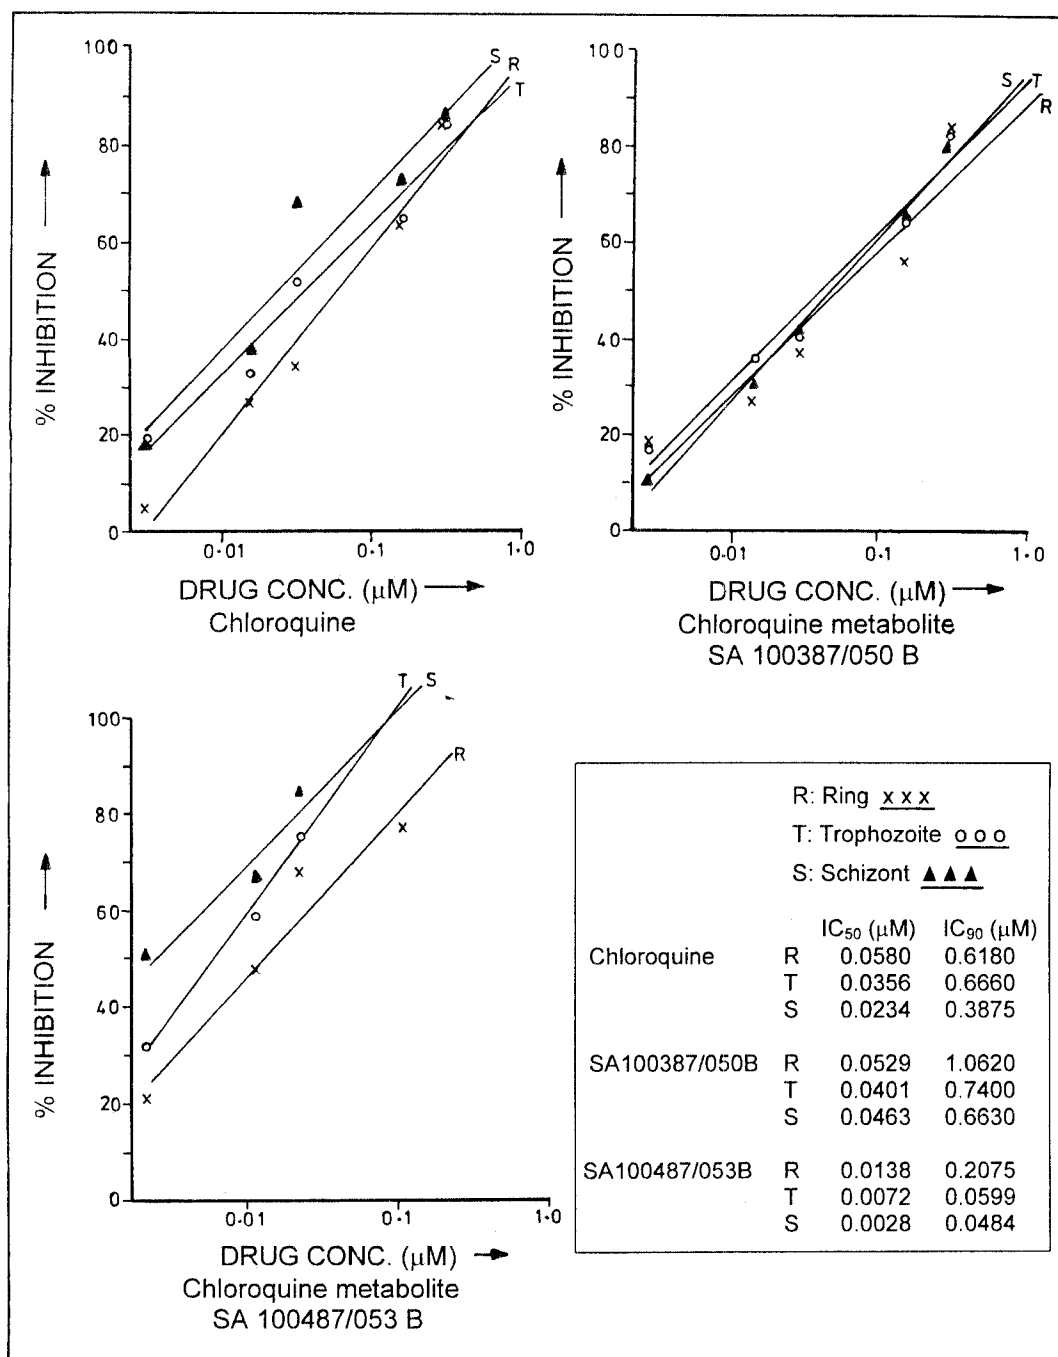 100
80
60
40
20
0
% INHIBITION
S R
T
0.01 0.1 1.0
DRUG CONC. (μM)
Chloroquine
100
80
60
40
20
0
% INHIBITION
S T
R
0.01 0.1 1.0
DRUG CONC. (μM)
Chloroquine metabolite
SA 100387/050 B
100
80
60
40
20
0
% INHIBITION
T S
R
0.01 0.1 1.0
DRUG CONC. (μM)
Chloroquine metabolite
SA 100487/053 B
R: Ring x x x
T: Trophozoite o o o
S: Schizont ▲ ▲ ▲
IC50 (μM) IC90 (μM)
Chloroquine R 0.0580 0.6180
T 0.0356 0.6660
S 0.0234 0.3875
SA100387/050B R 0.0529 1.0620
T 0.0401 0.7400
S 0.0463 0.6630
SA100487/053B R 0.0138 0.2075
T 0.0072 0.0599
S 0.0028 0.0484